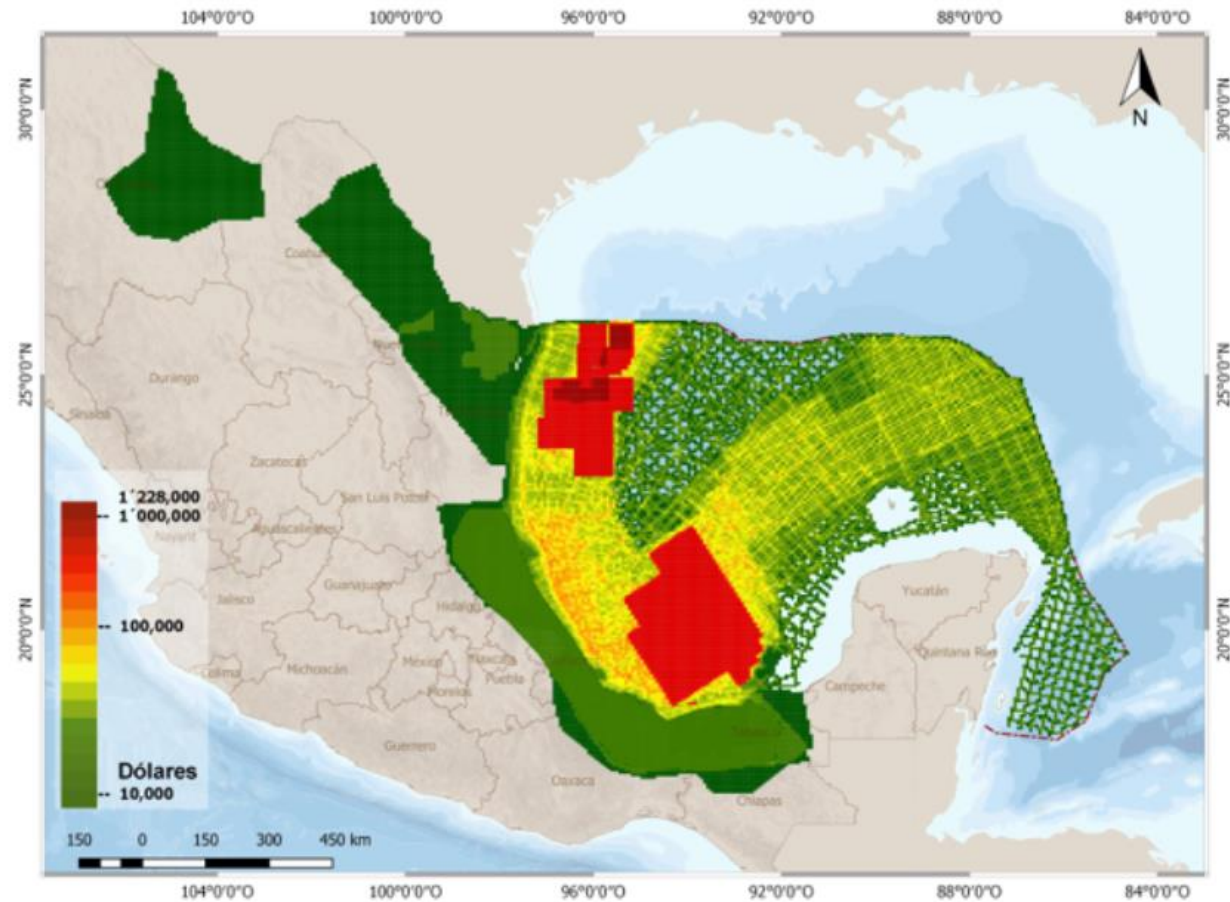 104°0'0"O 100°0'0"O 96°0'0"O 92°0'0"O 88°0'0"O 84°0'0"O
30°0'0"N
30°0'0"N
N
Coahui
25°0'0"N
25°0'0"N
Durango
Sinaloa
Zacatecas
San Luis Potosí
1´228,000
1´000,000
Nayarit
Aguascalientes
Guanajuato
Yucatán
Jalisco
Hidalgo
100,000
20°0'0"N
20°0'0"N
Quintana Roo
Colima
Michoacán
México
Tlaxcala
Puebla
Morelos
Campeche
Guerrero
Tabasco
Dólares
10,000
Oaxaca
Chiapas
150 0 150 300 450 km
104°0'0"O 100°0'0"O 96°0'0"O 92°0'0"O 88°0'0"O 84°0'0"O